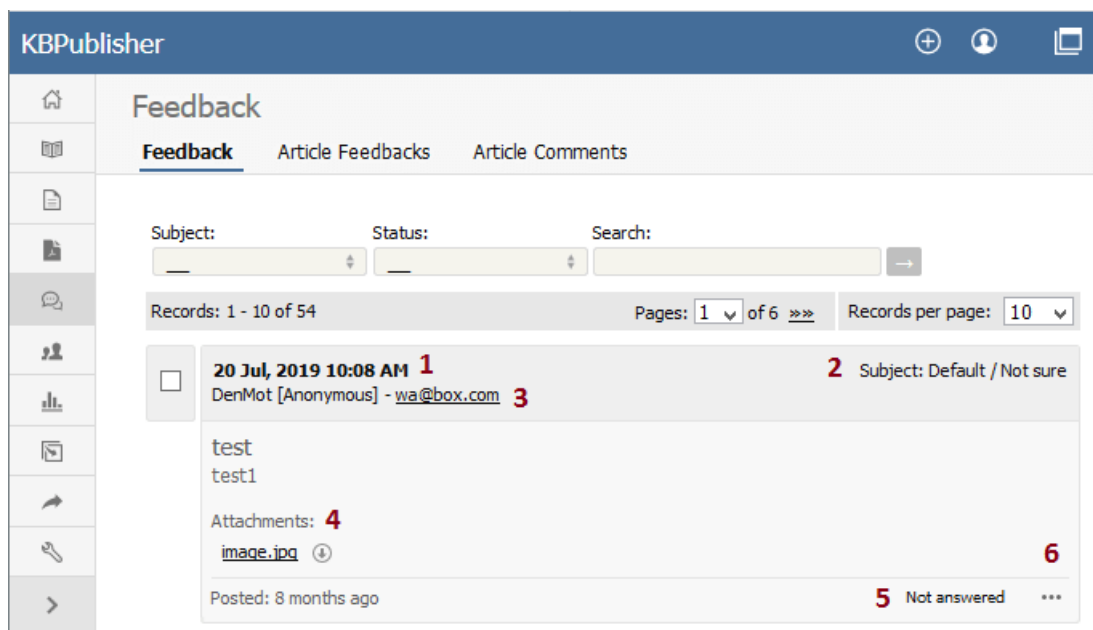 KBPublisher
Feedback
Feedback Article Feedbacks Article Comments
Subject: Status: Search:
__ __
Records: 1 - 10 of 54 Pages: 1 of 6 »» Records per page: 10
20 Jul, 2019 10:08 AM 1 2 Subject: Default / Not sure
DenMot [Anonymous] - wa@box.com 3
test
test1
Attachments: 4
image.jpg 6
Posted: 8 months ago 5 Not answered ...